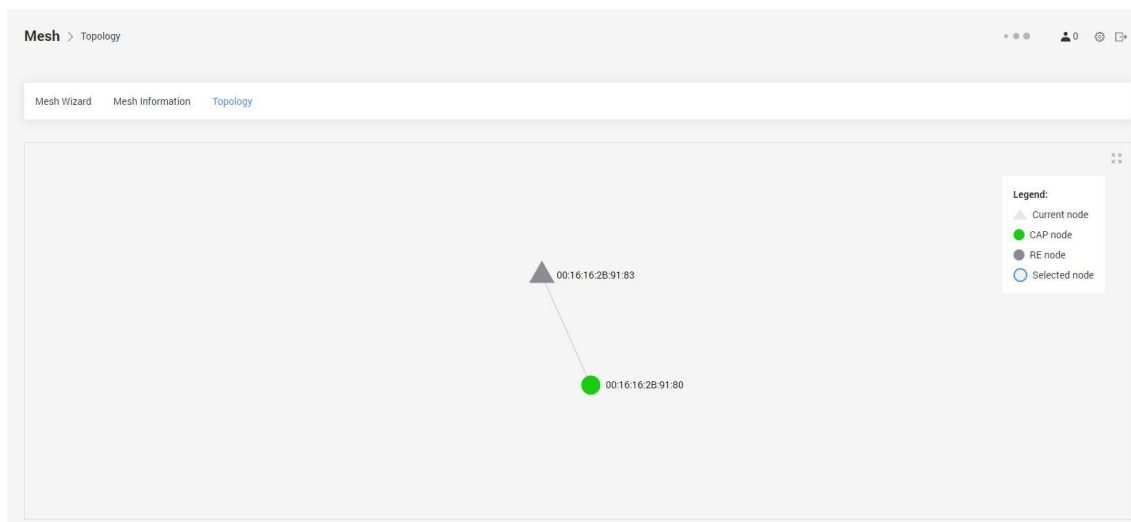 Mesh > Topology
0
Mesh Wizard Mesh Information Topology
Legend:
Current node
CAP node
RE node
Selected node
00:16:16:2B:91:83
00:16:16:2B:91:80